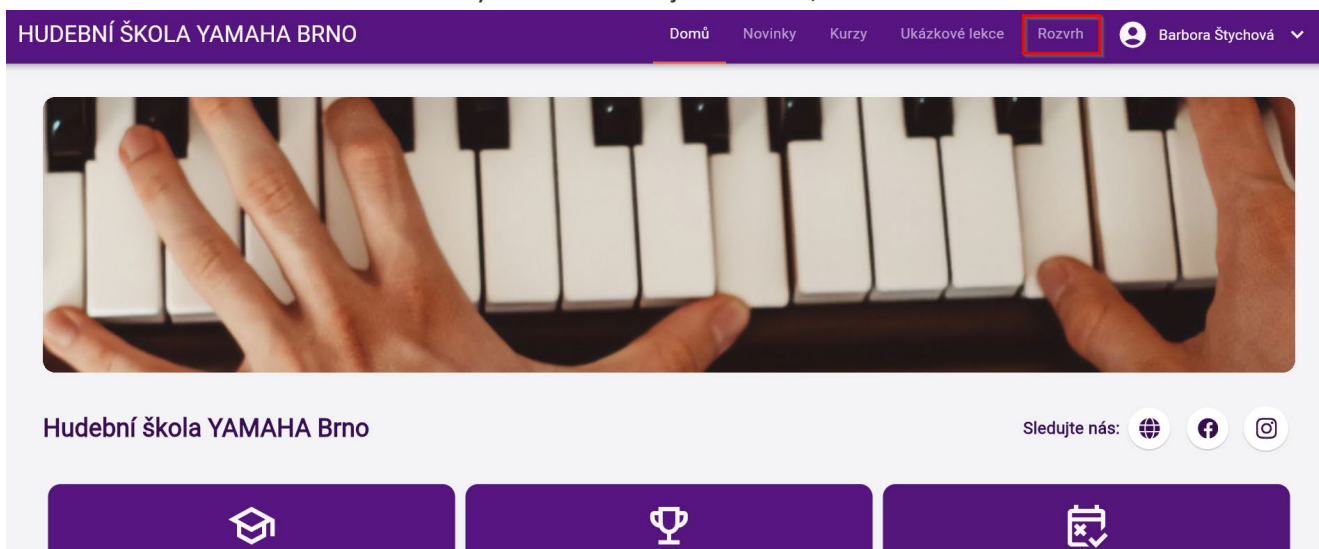 HUDEBNÍ ŠKOLA YAMAHA BRNO
Domů Novinky Kurzy Ukázkové lekce Rozvrh Barbora Štychová
Hudební škola YAMAHA Brno
Sledujte nás: